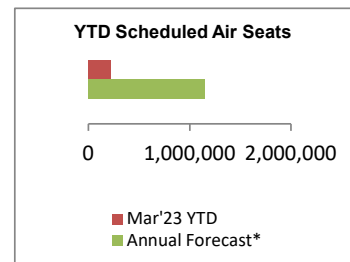 YTD Scheduled Air Seats
0 1,000,000 2,000,000
Mar'23 YTD
Annual Forecast*